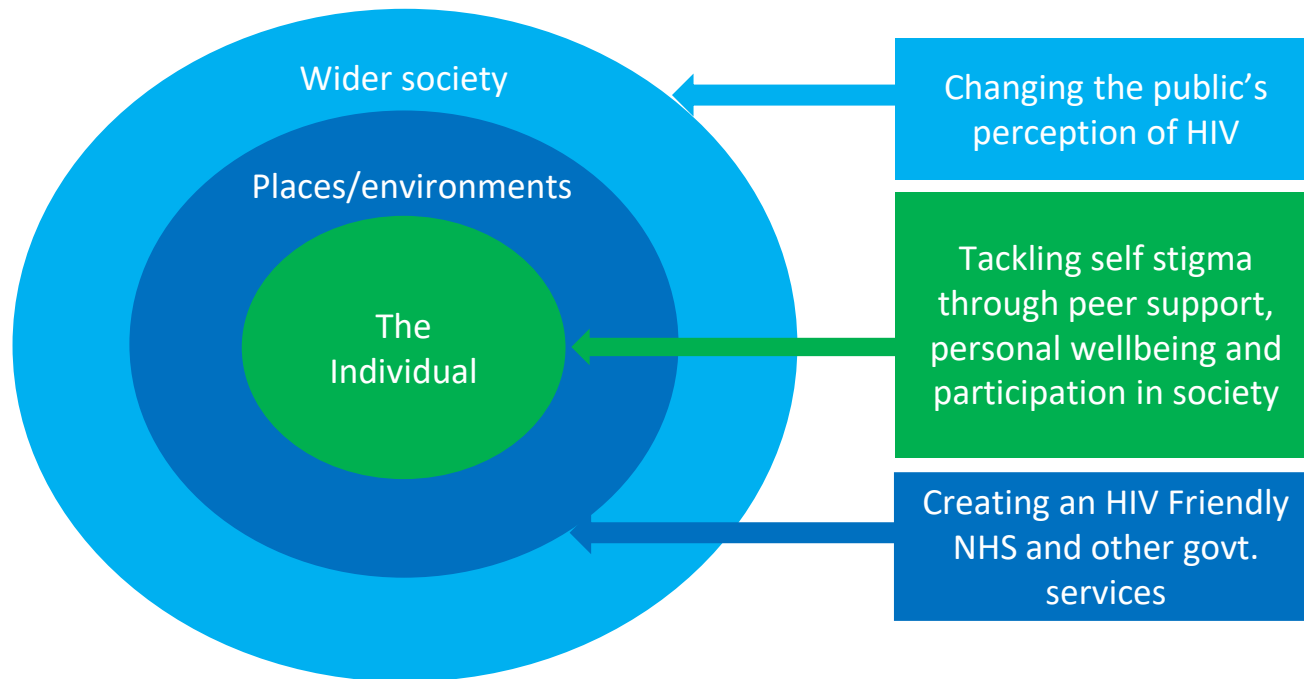 Wider society
Places/environments
The
Individual
Changing the public’s
perception of HIV
Tackling self stigma
through peer support,
personal wellbeing and
participation in society
Creating an HIV Friendly
NHS and other govt.
services